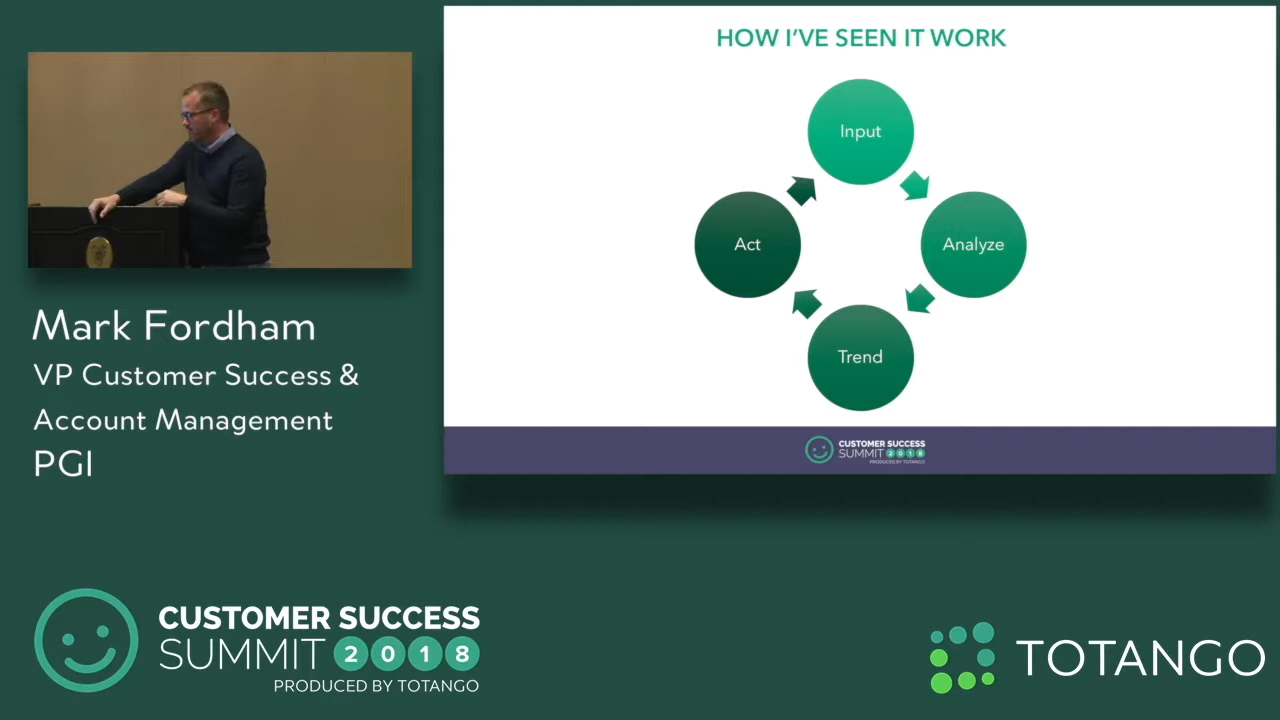 HOW I'VE SEEN IT WORK
Input
Act
Analyze
Trend
CUSTOMER SUCCESS
SUMMIT 2018
PRODUCED BY TOTANGO
Mark Fordham
VP Customer Success &
Account Management
PGI
CUSTOMER SUCCESS
SUMMIT 2018
PRODUCED BY TOTANGO
TOTANGO